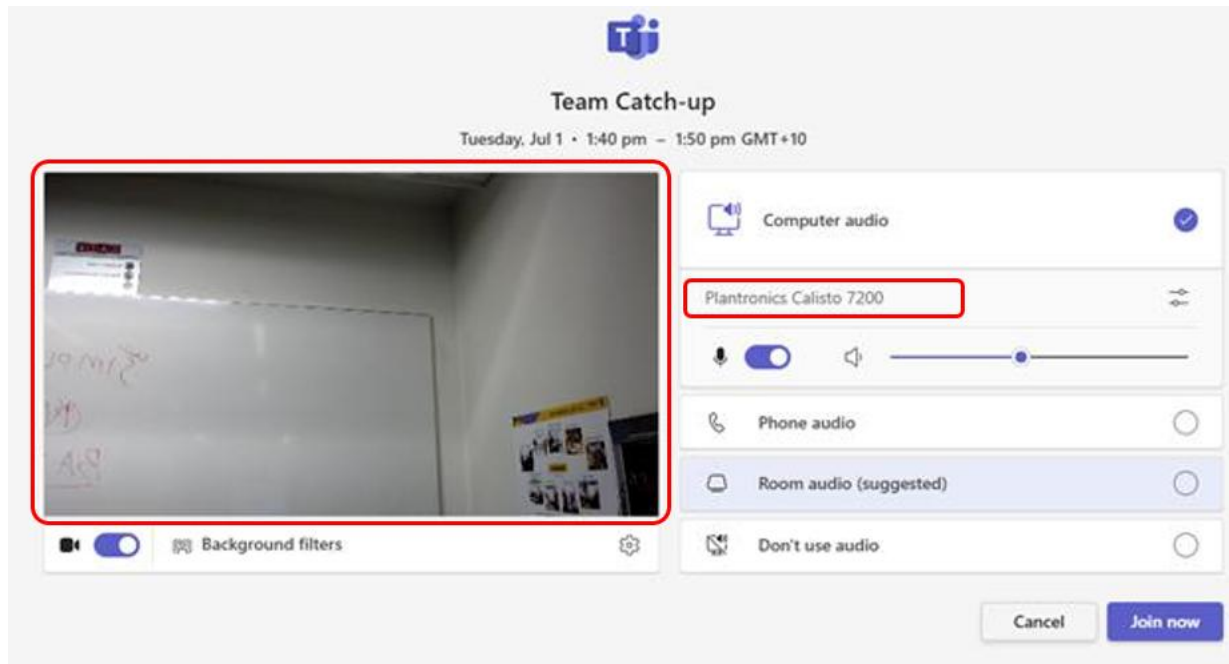 Team Catch-up
Tuesday, Jul 1 • 1:40 pm – 1:50 pm GMT+10
Computer audio
Plantronics Calisto 7200
Phone audio
Room audio (suggested)
Don't use audio
Background filters
Cancel
Join now